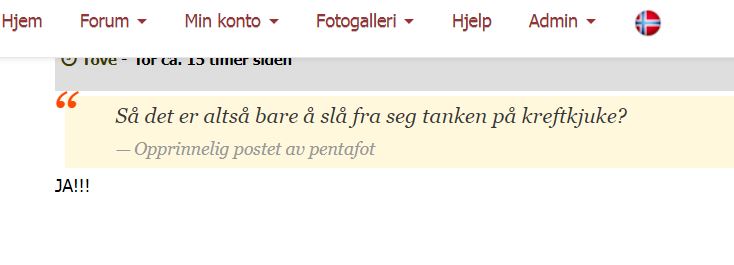 Hjem Forum Min konto Fotogalleri Hjelp Admin
Tove - for ca. 15 timer siden
“ Så det er altså bare å slå fra seg tanken på kreftkjuke?
— Opprinnelig postet av pentafot
JA!!!